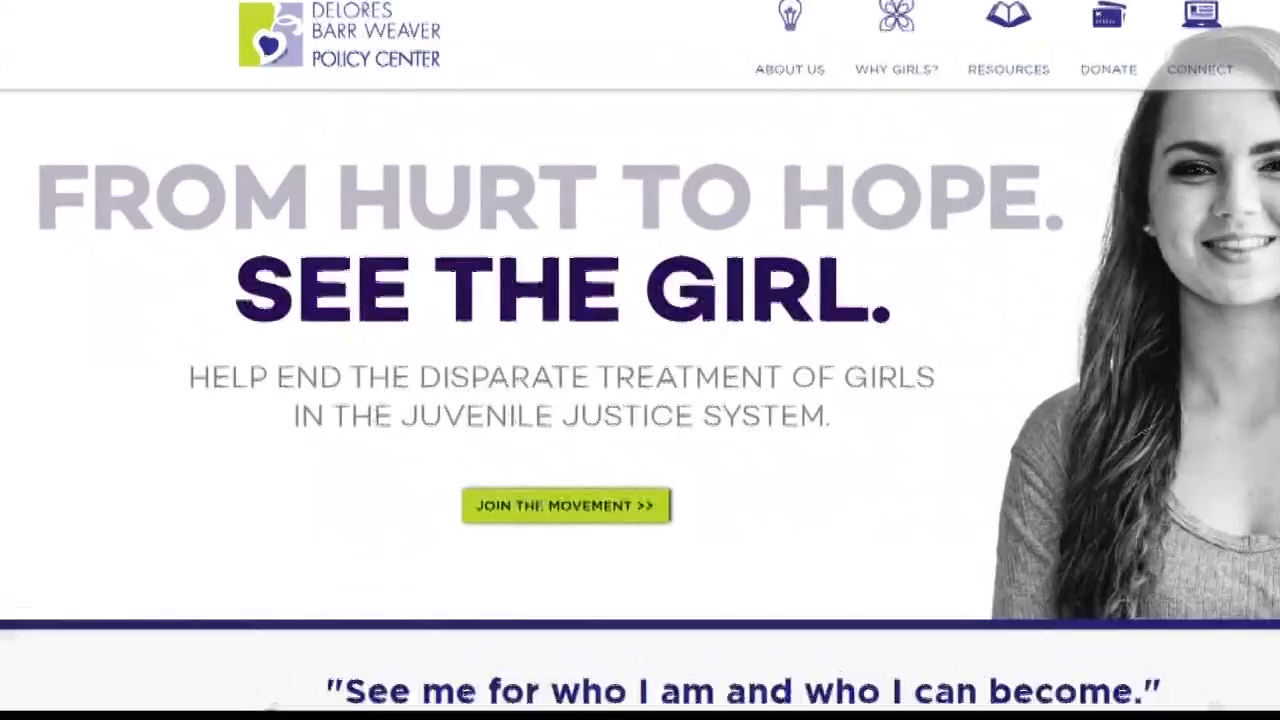 DELORES
BARR WEAVER
POLICY CENTER
ABOUT US WHY GIRLS? RESOURCES DONATE CONNECT
FROM HURT TO HOPE.
SEE THE GIRL.
HELP END THE DISPARATE TREATMENT OF GIRLS
IN THE JUVENILE JUSTICE SYSTEM.
JOIN THE MOVEMENT >>
"See me for who I am and who I can become."